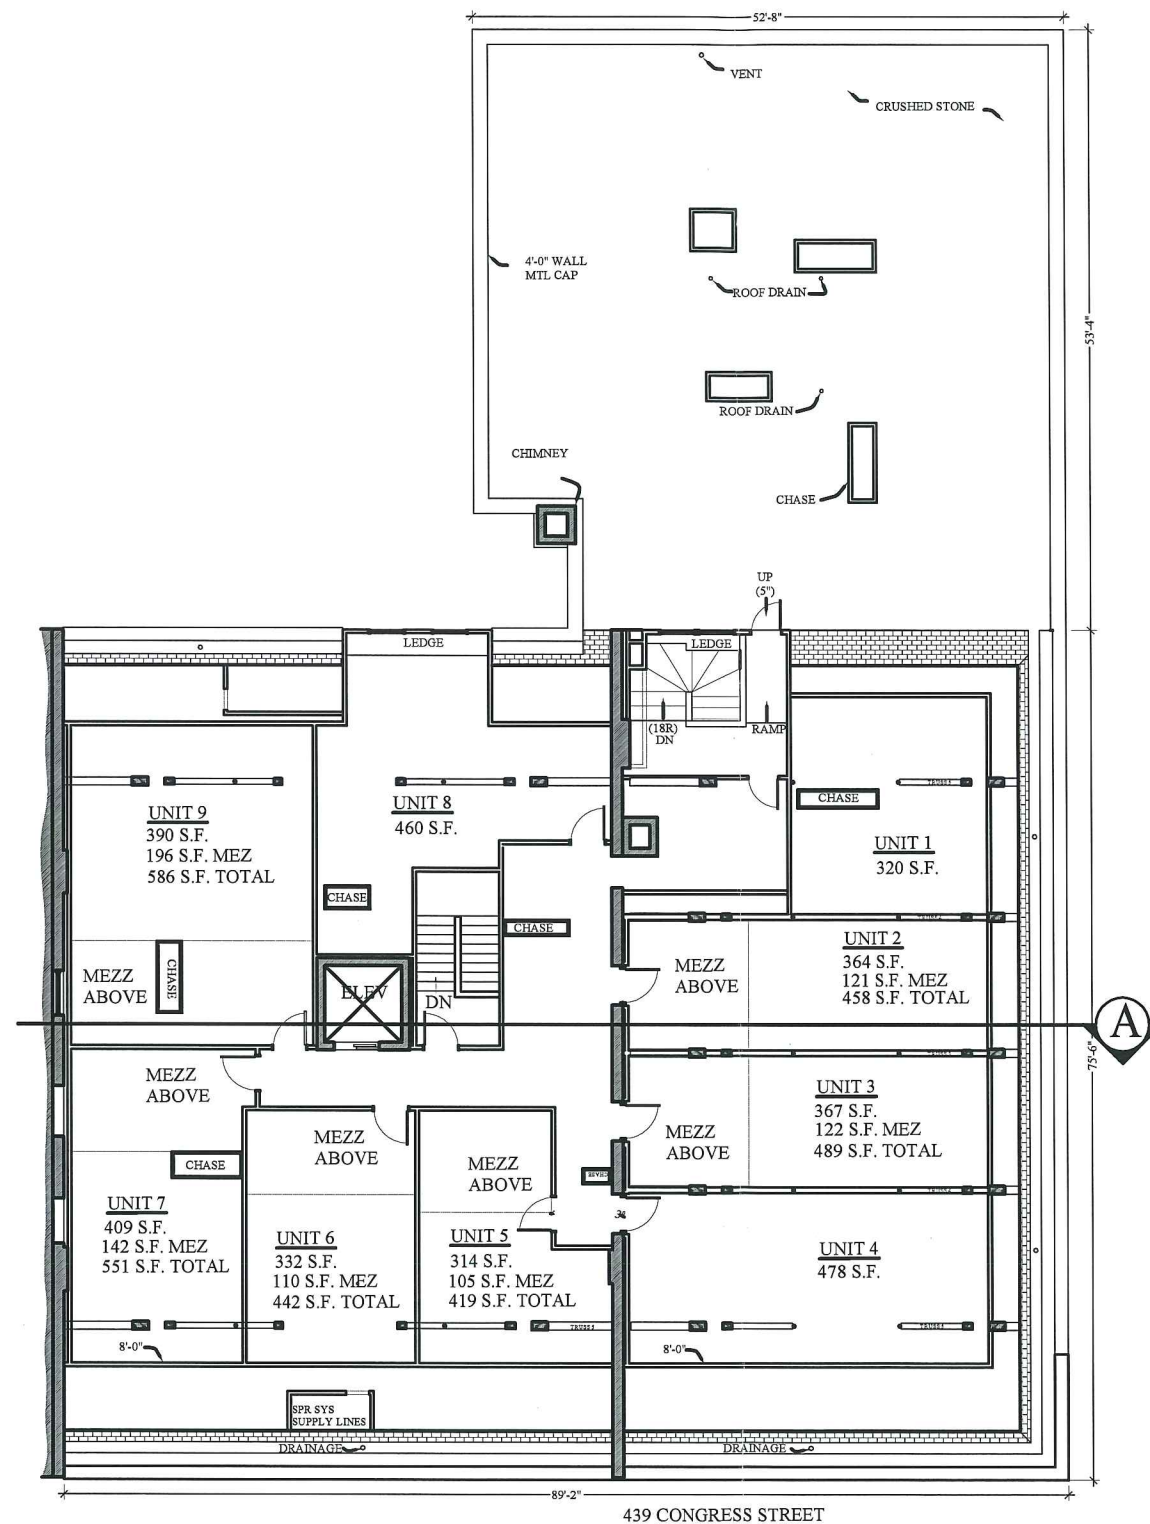 52'-8"
VENT
CRUSHED STONE
4'-0" WALL
MTL CAP
ROOF DRAIN
53'-4"
ROOF DRAIN
CHIMNEY
CHASE
UP
(5")
LEDGE
LEDGE
(18R)
DN
RAMP
TRUSS 5
CHASE
UNIT 9
390 S.F.
196 S.F. MEZ
586 S.F. TOTAL
UNIT 8
460 S.F.
UNIT 1
320 S.F.
CHASE
CHASE
MEZZ
ABOVE
CHASE
ELEV
DN
MEZZ
ABOVE
UNIT 2
364 S.F.
121 S.F. MEZ
458 S.F. TOTAL
A
75'-6"
MEZZ
ABOVE
CHASE
MEZZ
ABOVE
MEZZ
ABOVE
CHASE
MEZZ
ABOVE
UNIT 3
367 S.F.
122 S.F. MEZ
489 S.F. TOTAL
UNIT 7
409 S.F.
142 S.F. MEZ
551 S.F. TOTAL
UNIT 6
332 S.F.
110 S.F. MEZ
442 S.F. TOTAL
UNIT 5
314 S.F.
105 S.F. MEZ
419 S.F. TOTAL
UNIT 4
478 S.F.
TRUSS 5
8'-0"
8'-0"
SPR SYS
SUPPLY LINES
DRAINAGE
DRAINAGE
89'-2"
439 CONGRESS STREET